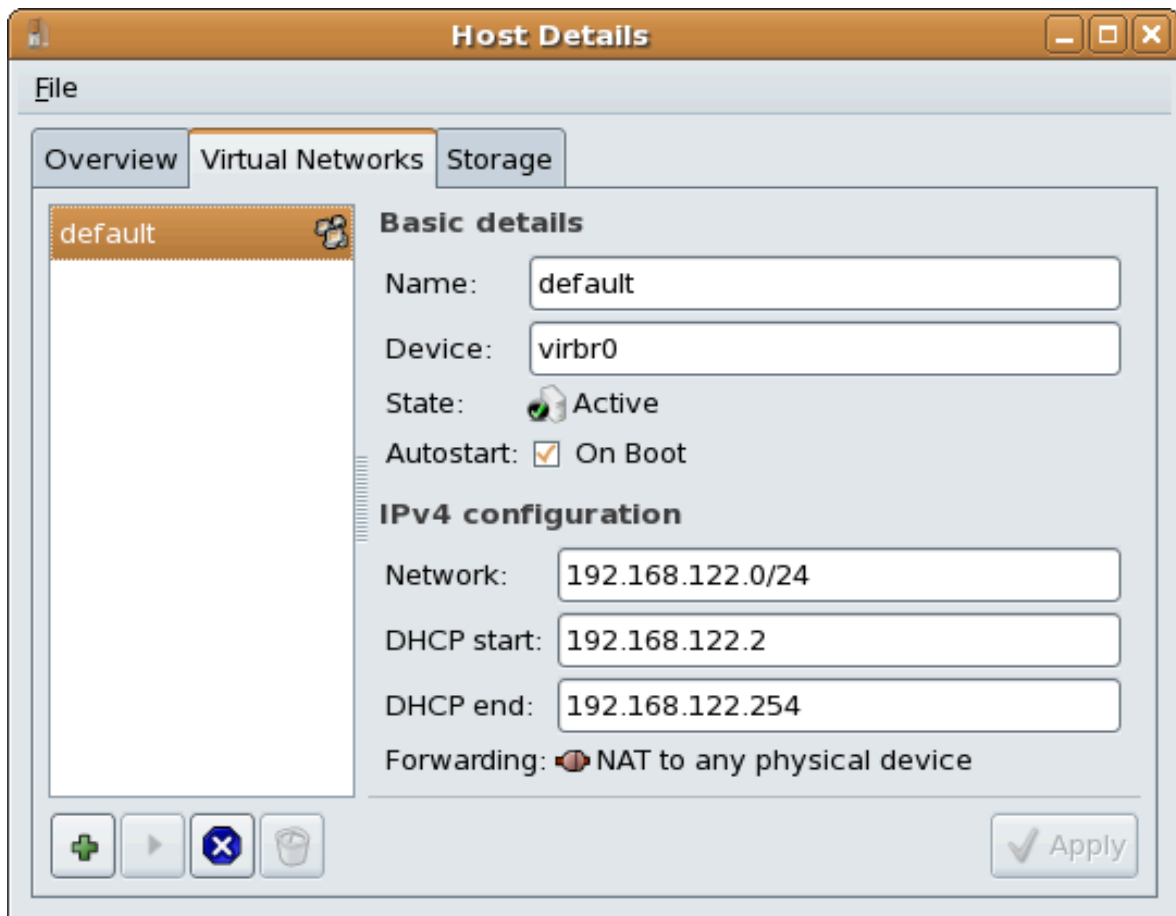 Host Details
File
Overview Virtual Networks Storage
default
Basic details
Name: default
Device: virbr0
State: Active
Autostart: On Boot
IPv4 configuration
Network: 192.168.122.0/24
DHCP start: 192.168.122.2
DHCP end: 192.168.122.254
Forwarding: NAT to any physical device
Apply